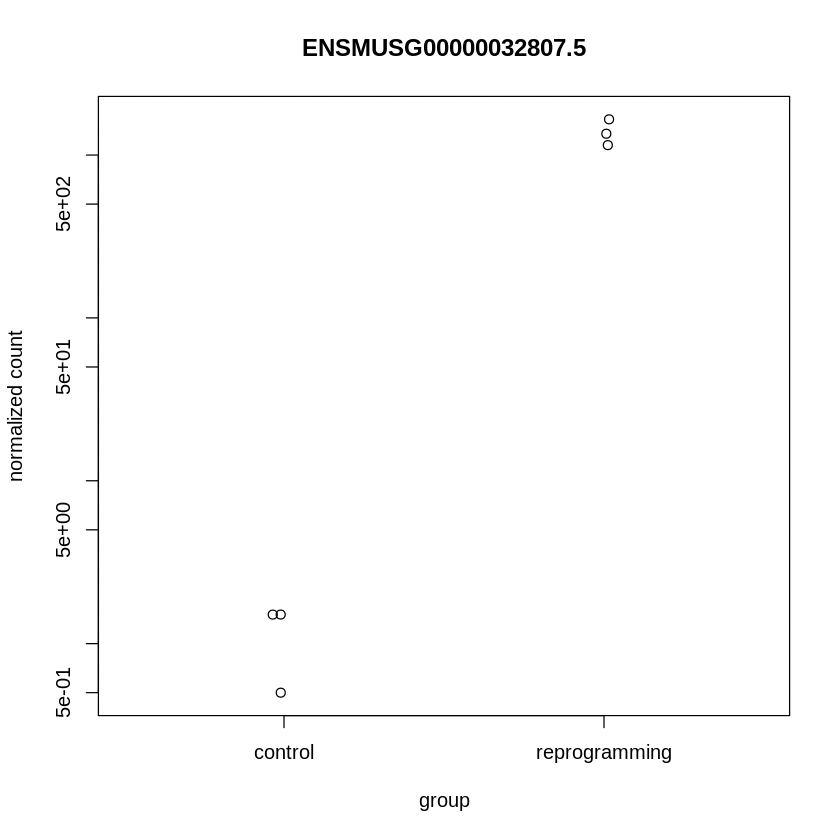 ENSMUSG00000032807.5
normalized count
5e+02
5e+01
5e+00
5e-01
control
reprogramming
group